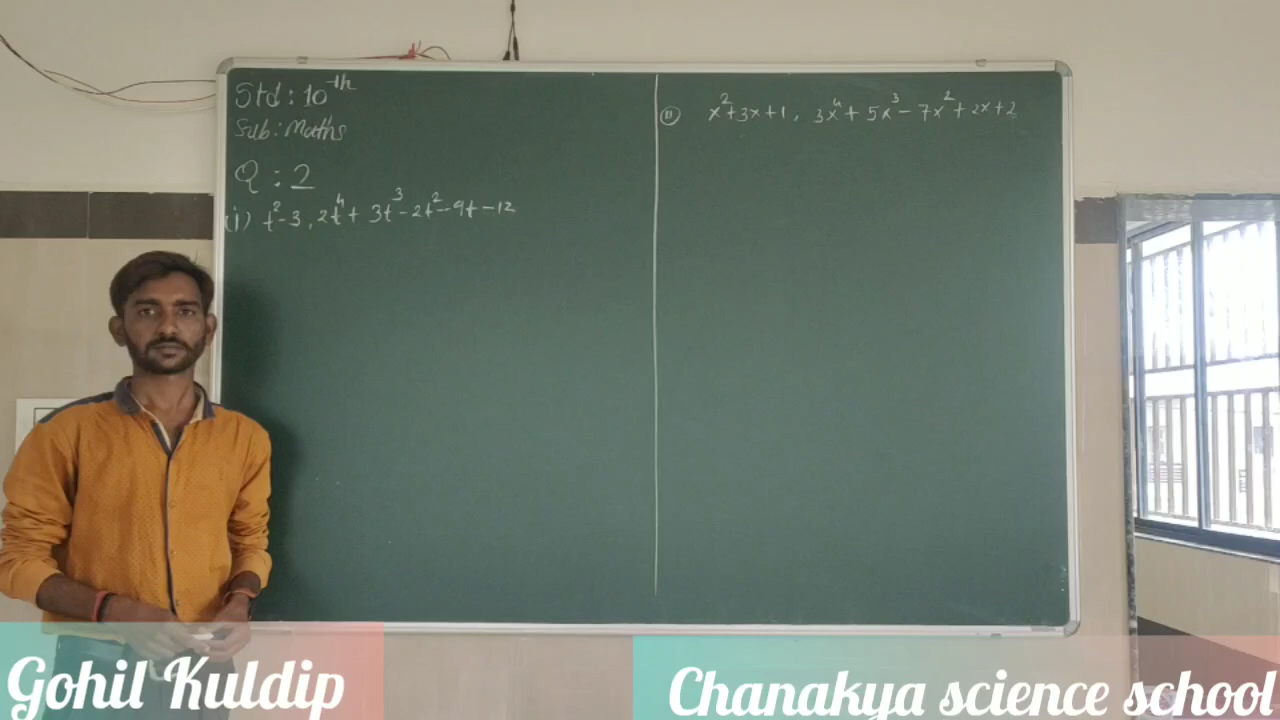 Std : 10th
Sub : Maths
Q : 2
(i) t²-3, 2t⁴ + 3t³ - 2t² - 9t - 12
(ii) x²+3x+1, 3x⁴ + 5x³ - 7x² + 2x + 2
Gohil Kuldip
Chanakya science school